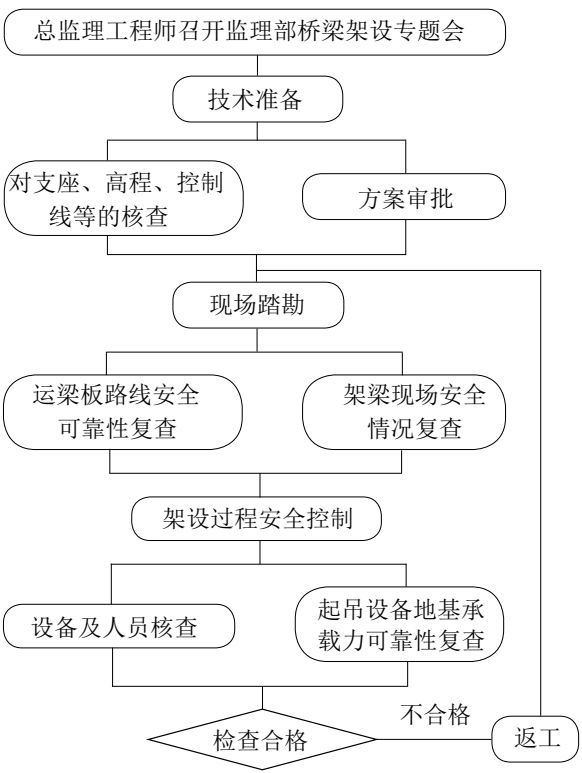 总监理工程师召开监理部桥梁架设专题会
技术准备
对支座、高程、控制
线等的核查
方案审批
现场踏勘
运梁板路线安全
可靠性复查
架梁现场安全
情况复查
架设过程安全控制
设备及人员核查
起吊设备地基承
载力可靠性复查
不合格
检查合格
返工